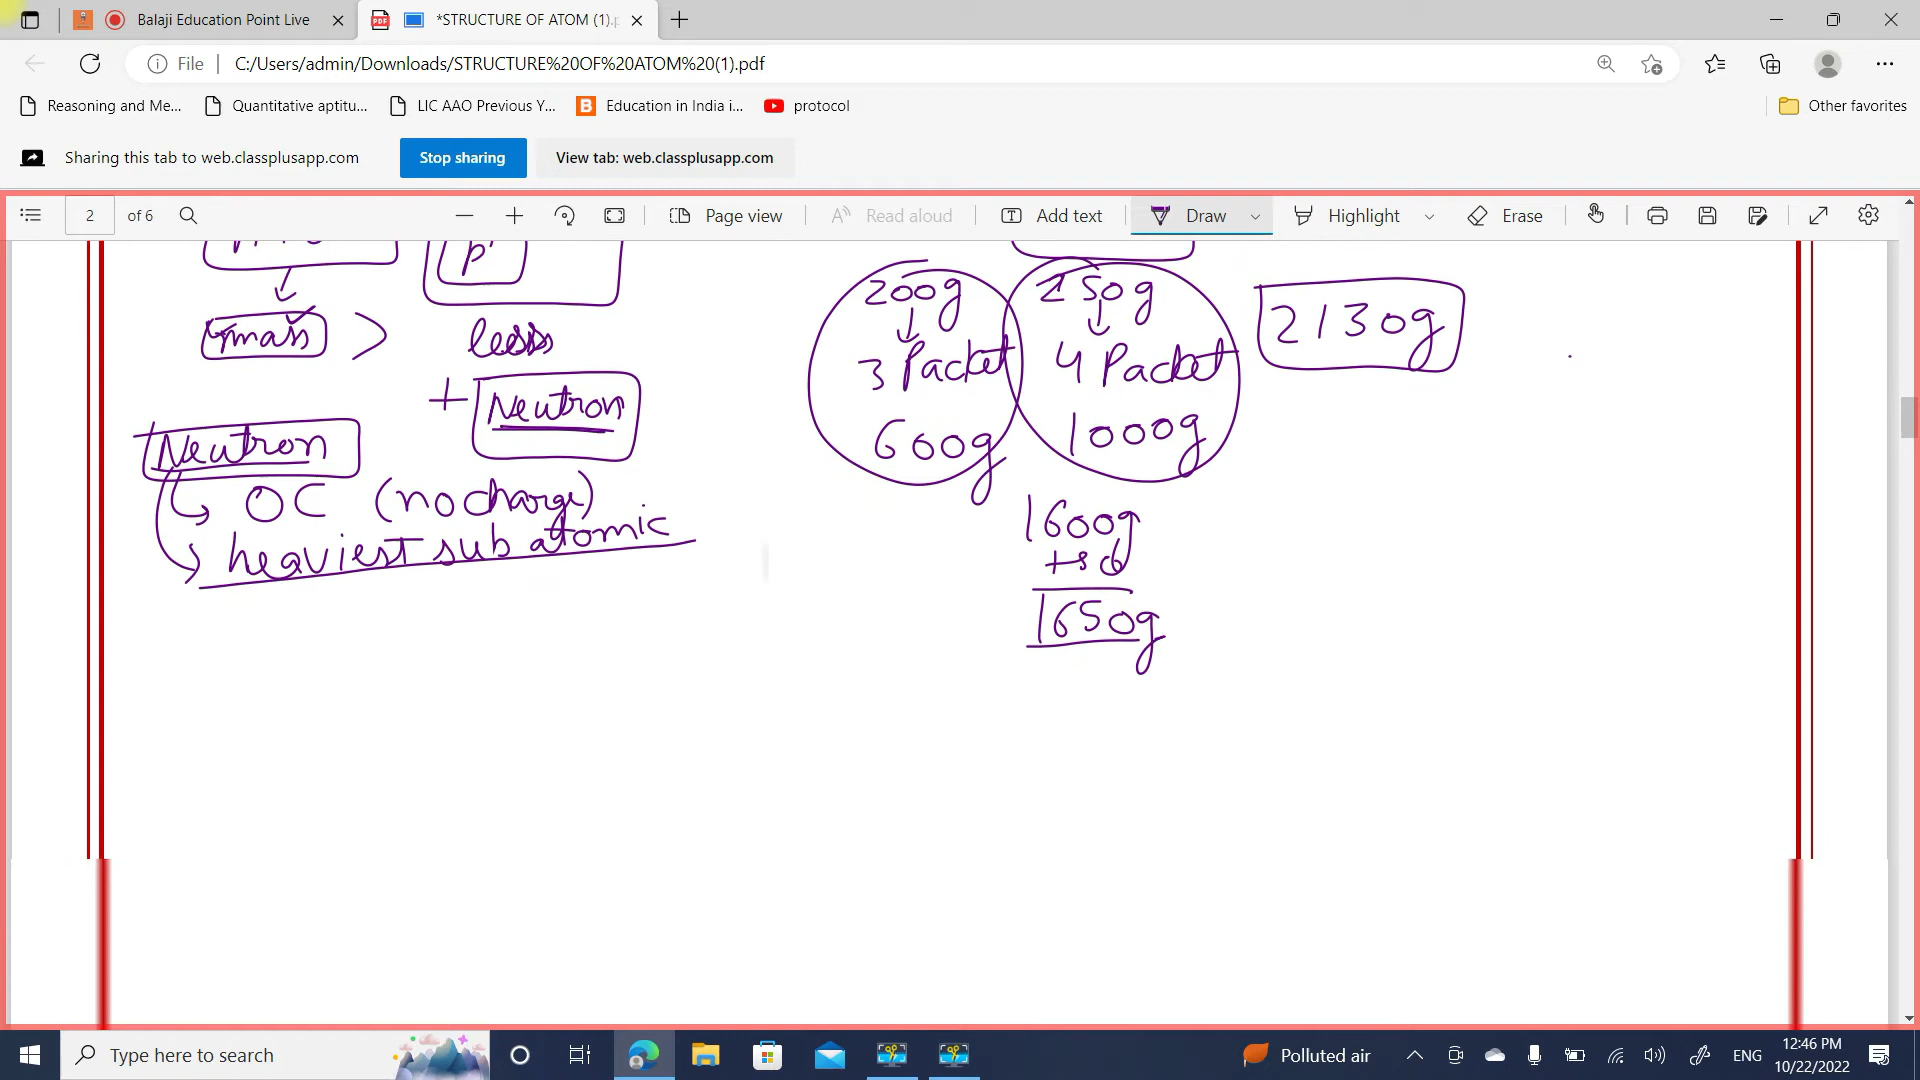 Balaji Education Point Live
*STRUCTURE OF ATOM (1).p
File
C:/Users/admin/Downloads/STRUCTURE%20OF%20ATOM%20(1).pdf
Reasoning and Me...
Quantitative aptitu...
LIC AAO Previous Y...
Education in India i...
protocol
Other favorites
Sharing this tab to web.classplusapp.com
Stop sharing
View tab: web.classplusapp.com
2 of 6
Page view
Read aloud
Add text
Draw
Highlight
Erase
p
mass > less
+ Neutron
Neutron
OC (no charge)
heaviest sub atomic
200g
3 Packet
600g
250g
4 Packet
1000g
2130g
1600g
+50
1650g
Type here to search
Polluted air
ENG
12:46 PM
10/22/2022